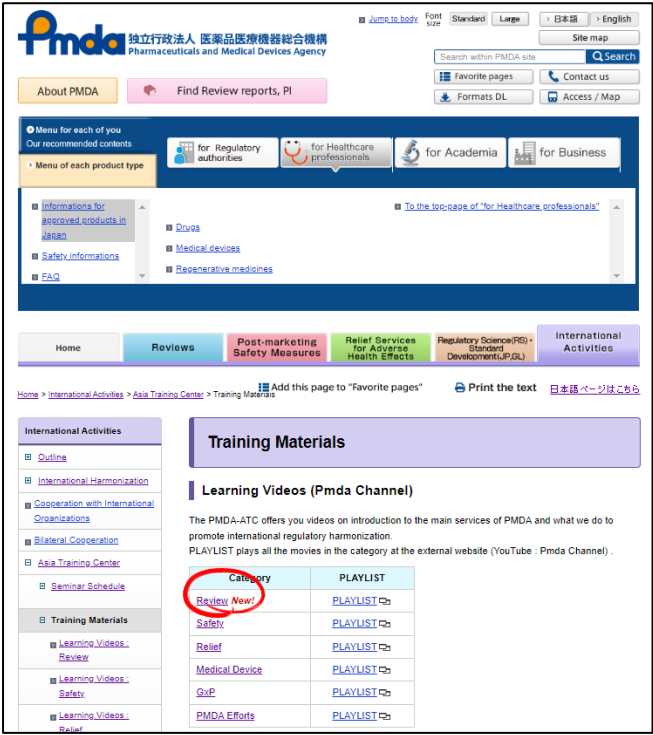 Jump to body Font size Standard Large 日本語 English
Site map
Pmda 独立行政法人 医薬品医療機器総合機構
Pharmaceuticals and Medical Devices Agency
Search within PMDA site Search
Favorite pages Contact us
Formats DL Access / Map
About PMDA Find Review reports, PI
Menu for each of you
Our recommended contents
Menu of each product type
for Regulatory authorities
for Healthcare professionals
for Academia
for Business
Informations for
approved products in
Japan
Safety informations
FAQ
Drugs
Medical devices
Regenerative medicines
To the top-page of "for Healthcare professionals"
Home
Reviews
Post-marketing
Safety Measures
Relief Services
for Adverse
Health Effects
Regulatory Science(RS)・
Standard
Development(JP,GL)
International
Activities
Home > International Activities > Asia Training Center > Training Materials
Add this page to "Favorite pages" Print the text 日本語ページはこちら
International Activities
Outline
International Harmonization
Cooperation with International
Organizations
Bilateral Cooperation
Asia Training Center
Seminar Schedule
Training Materials
Learning Videos :
Review
Learning Videos :
Safety
Learning Videos :
Relief
Training Materials
Learning Videos (Pmda Channel)
The PMDA-ATC offers you videos on introduction to the main services of PMDA and what we do to
promote international regulatory harmonization.
PLAYLIST plays all the movies in the category at the external website (YouTube : Pmda Channel) .
Category PLAYLIST
Review New! PLAYLIST
Safety PLAYLIST
Relief PLAYLIST
Medical Device PLAYLIST
GxP PLAYLIST
PMDA Efforts PLAYLIST